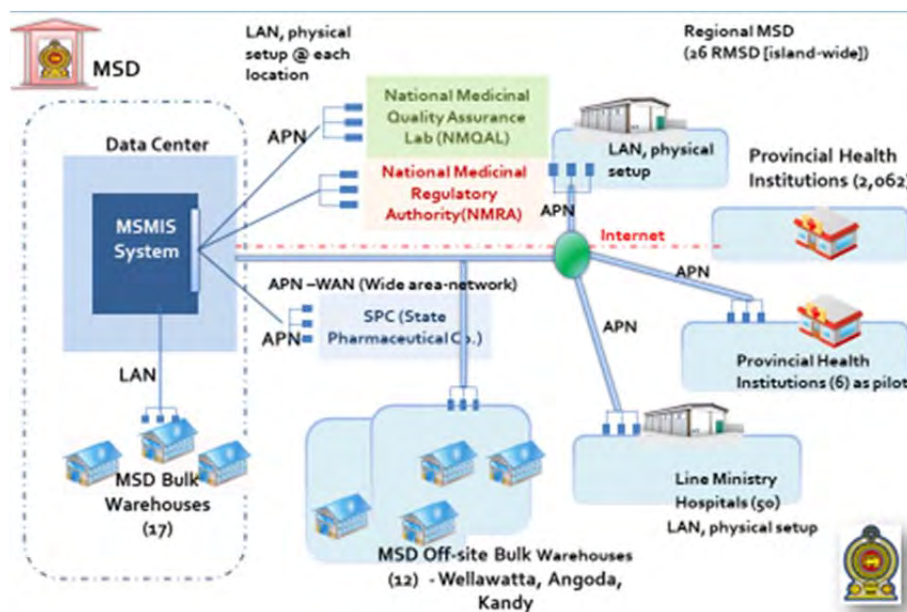 MSD
LAN, physical
setup @ each
location
Regional MSD
(26 RMSD [island-wide])
Data Center
MSMIS
System
APN
National Medicinal
Quality Assurance
Lab (NMQAL)
National Medicinal
Regulatory
Authority(NMRA)
LAN, physical
setup
APN
Provincial Health
Institutions (2,062)
Internet
APN –WAN (Wide area-network)
APN
SPC (State
Pharmaceutical Co.)
APN
APN
Provincial Health
Institutions (6) as pilot
LAN
MSD Bulk
Warehouses
(17)
MSD Off-site Bulk Warehouses
(12) - Wellawatta, Angoda,
Kandy
Line Ministry
Hospitals (50)
LAN, physical setup